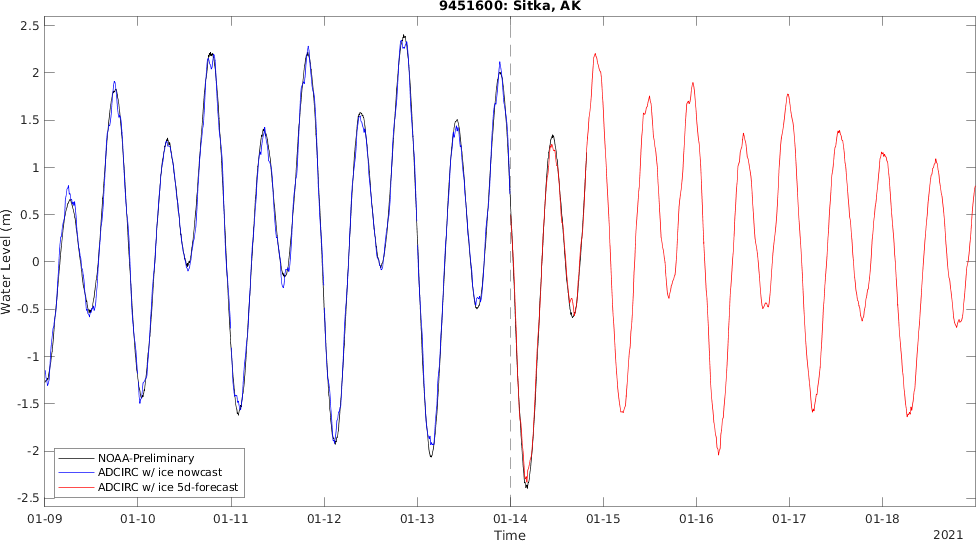 9451600: Sitka, AK
2.5
2
1.5
1
0.5
0
-0.5
-1
-1.5
-2
-2.5
Water Level (m)
NOAA-Preliminary
ADCIRC w/ ice nowcast
ADCIRC w/ ice 5d-forecast
01-09 01-10 01-11 01-12 01-13 01-14 01-15 01-16 01-17 01-18
Time
2021